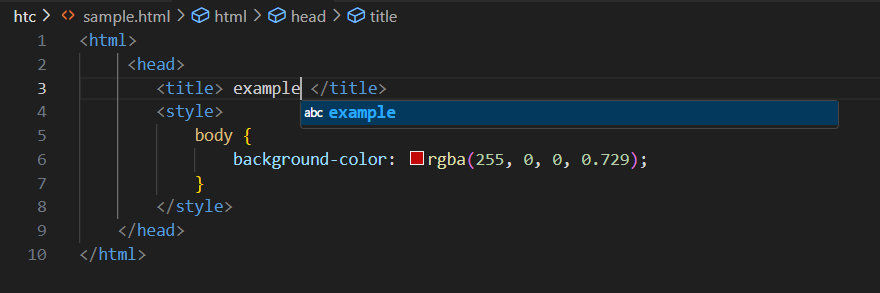 htc > sample.html > html > head > title
1 <html>
2 <head>
3 <title> example </title>
abc example
4 <style>
5 body {
6 background-color: rgba(255, 0, 0, 0.729);
7 }
8 </style>
9 </head>
10 </html>